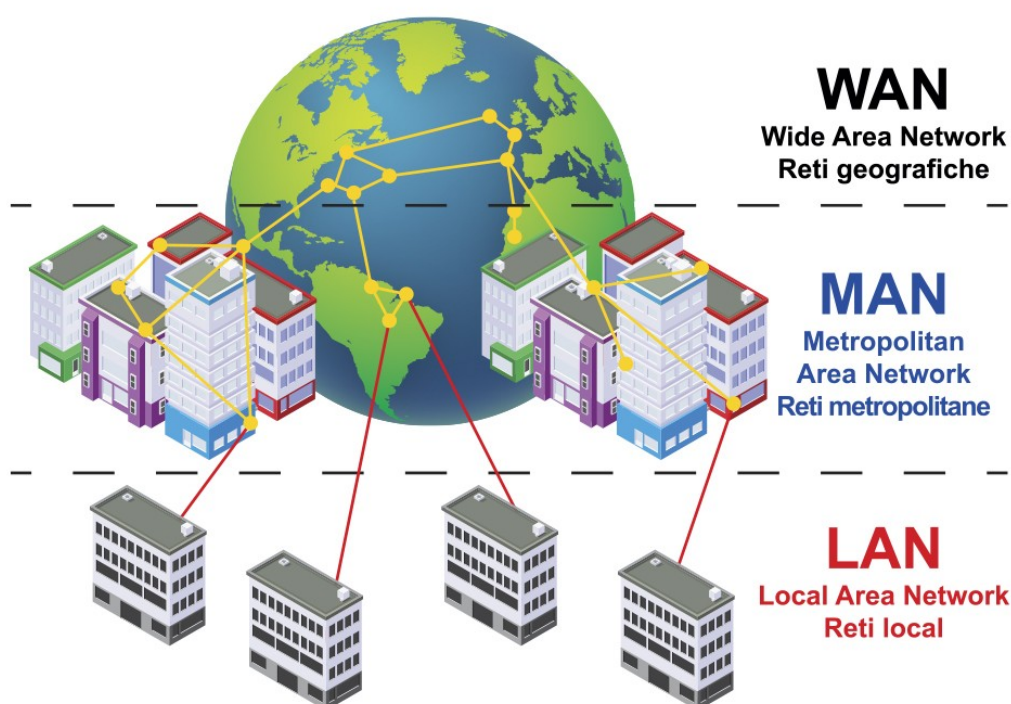 WAN
Wide Area Network
Reti geografiche
MAN
Metropolitan
Area Network
Reti metropolitane
LAN
Local Area Network
Reti local